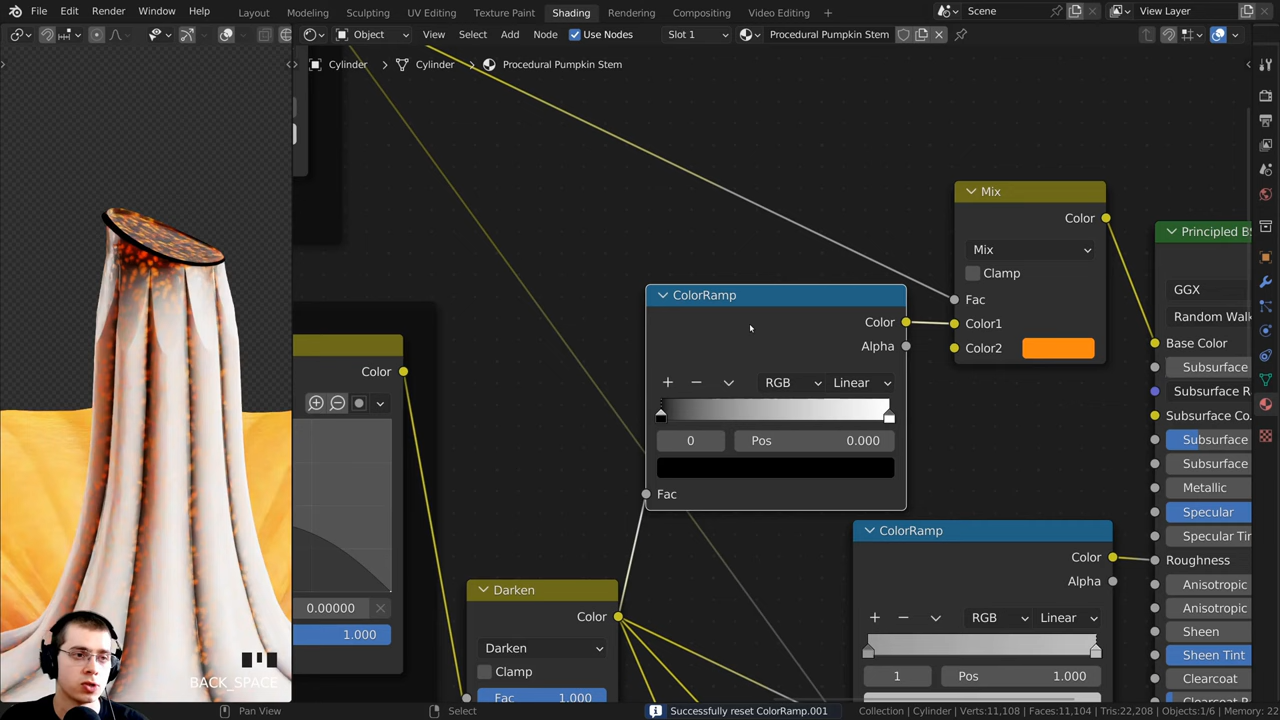 File Edit Render Window Help Layout Modeling Sculpting UV Editing Texture Paint Shading Rendering Compositing Video Editing + Scene View Layer
Object View Select Add Node Use Nodes Slot 1 Procedural Pumpkin Stem
Cylinder > Cylinder > Procedural Pumpkin Stem
Mix
Color
Mix
Clamp
Fac
Color1
Color2
ColorRamp
Color
Alpha
RGB Linear
0 Pos 0.000
Fac
Color
0.00000
1.000
Darken
Color
Darken
Clamp
Fac 1.000
ColorRamp
Color
Alpha
RGB Linear
1 Pos 1.000
Principled BS
GGX
Random Walk
Base Color
Subsurface
Subsurface R
Subsurface Co
Subsurface
Subsurface
Metallic
Specular
Specular Tin
Roughness
Anisotropic
Anisotropic
Sheen
Sheen Tint
Clearcoat
Clearcoat R
BACK_SPACE
Pan View Select Successfully reset ColorRamp.001 Collection | Cylinder | Verts:11,108 | Faces:11,104 | Tris:22,208 | Objects:1/6 | Memory: 22